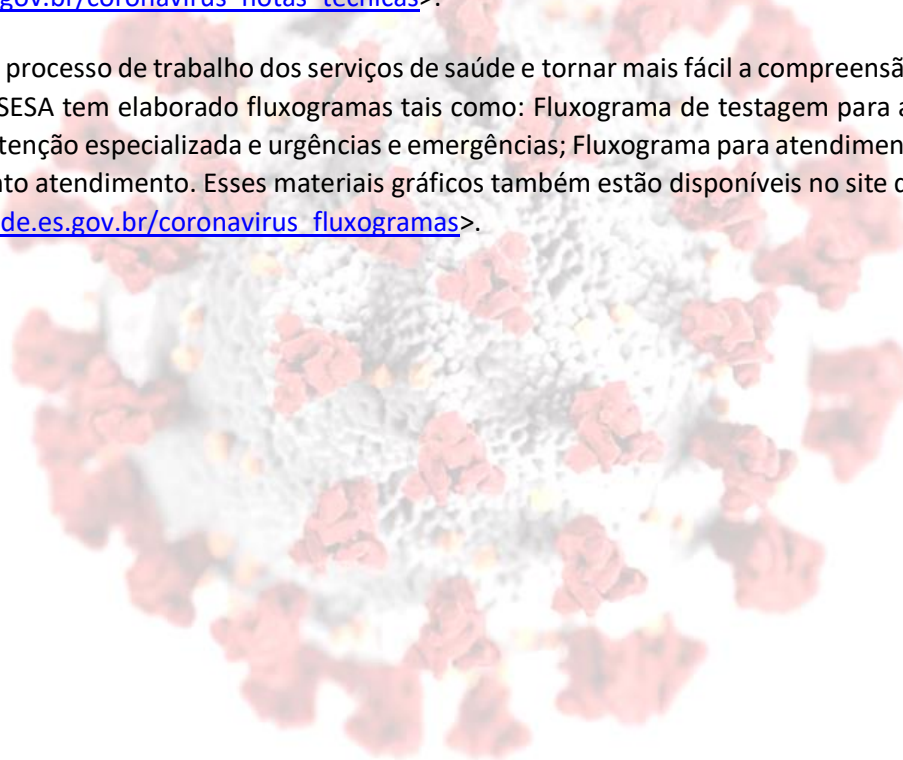 gov.br/coronavirus_notas_tecnicas>.
processo de trabalho dos serviços de saúde e tornar mais fácil a compreensã
SESA tem elaborado fluxogramas tais como: Fluxograma de testagem para a
tenção especializada e urgências e emergências; Fluxograma para atendimen
to atendimento. Esses materiais gráficos também estão disponíveis no site d
de.es.gov.br/coronavirus_fluxogramas>.